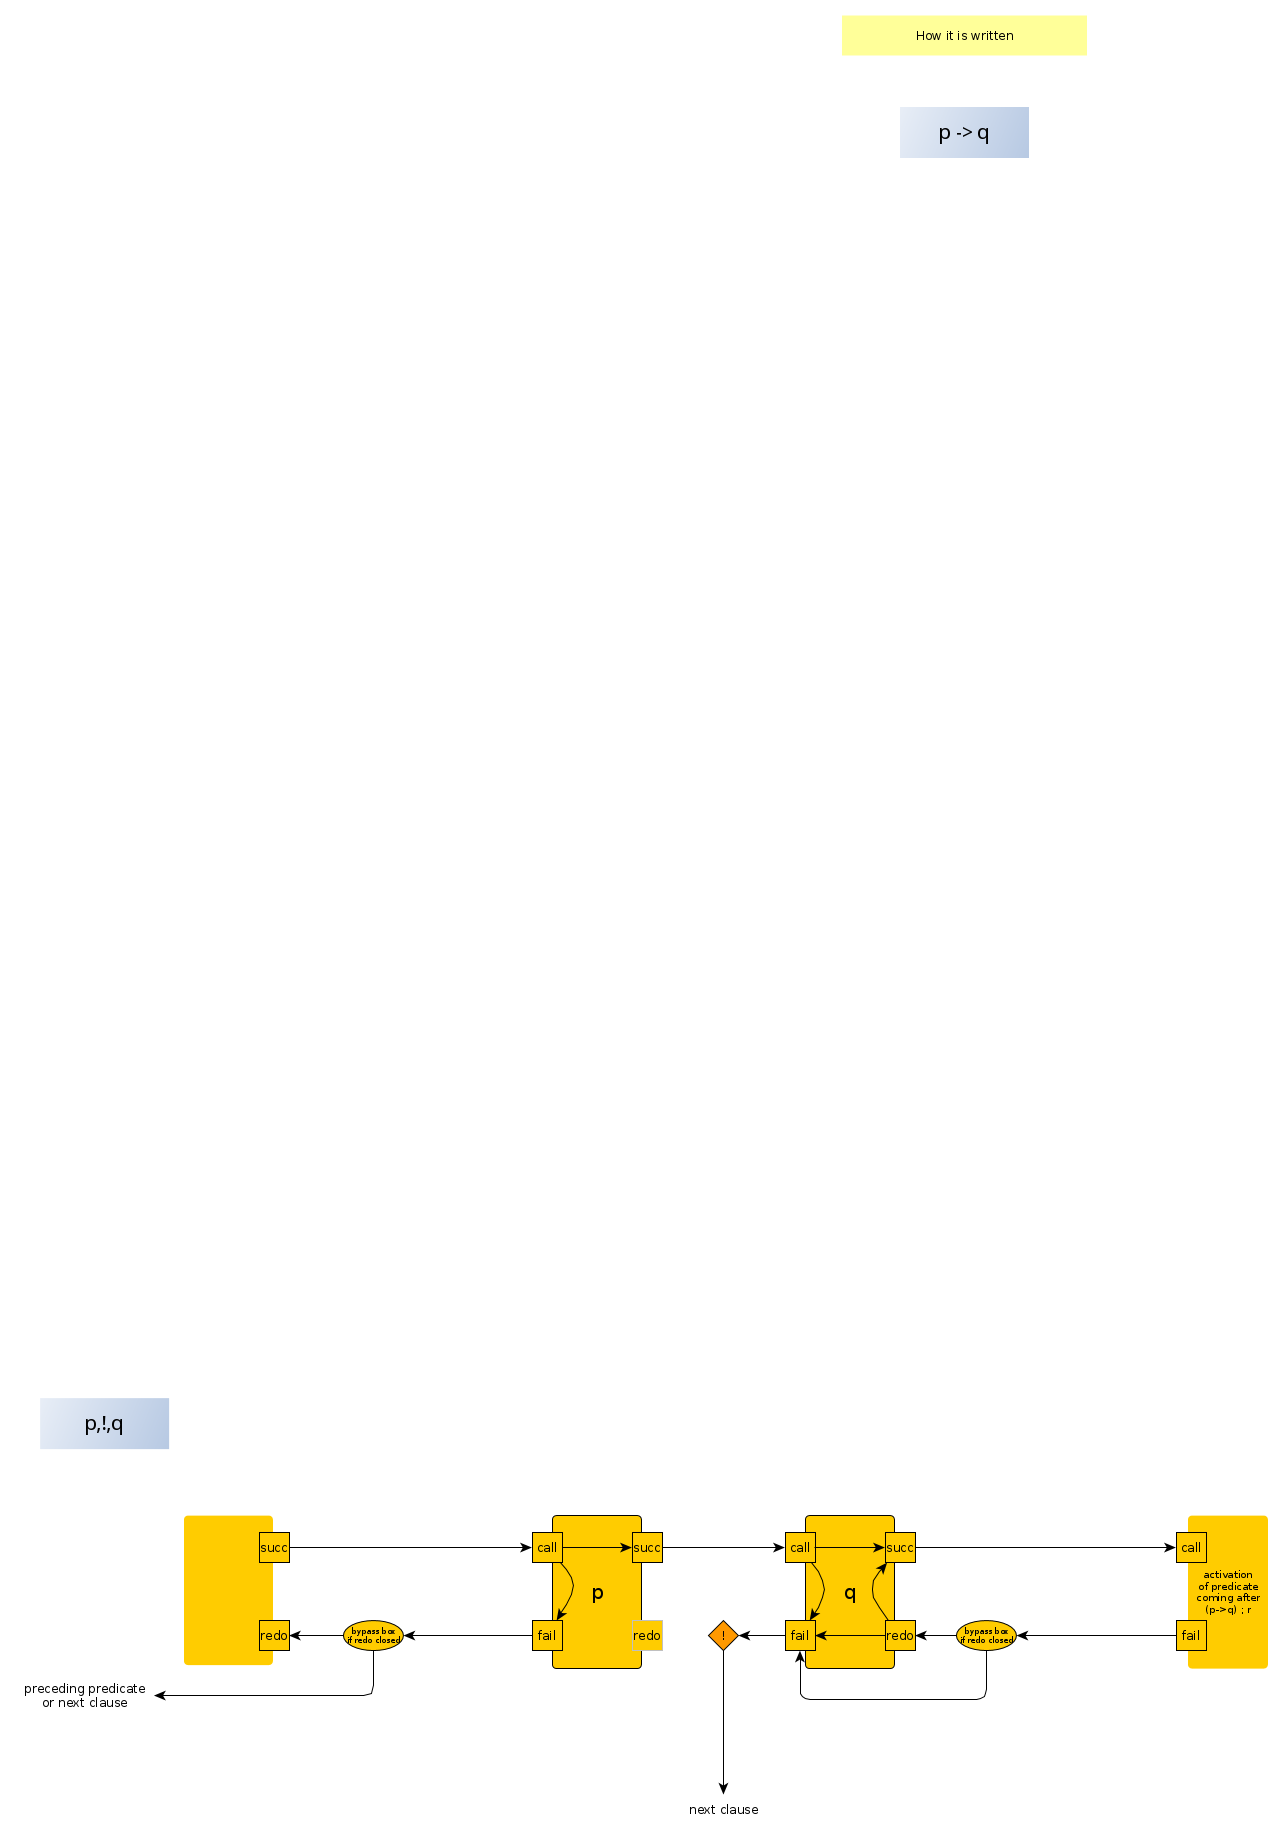 How it is written
p -> q
p,!,q
succ
call
succ
call
succ
call
p
q
activation
of predicate
coming after
(p->q) ; r
redo
bypass box
if redo closed
fail
redo
!
fail
redo
bypass box
if redo closed
fail
preceding predicate
or next clause
next clause